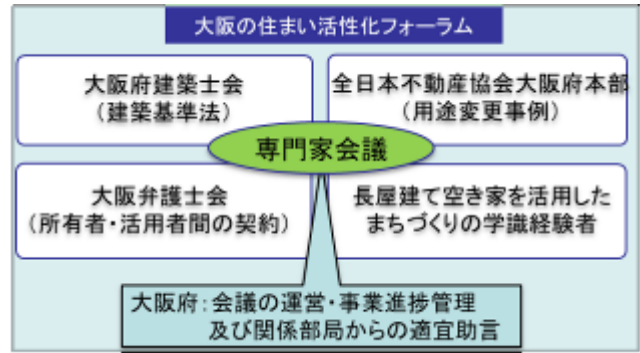 大阪の住まい活性化フォーラム
大阪府建築士会
(建築基準法)
全日本不動産協会大阪府本部
(用途変更事例)
専門家会議
大阪弁護士会
(所有者・活用者間の契約)
長屋建て空き家を活用した
まちづくりの学識経験者
大阪府:会議の運営・事業進捗管理
及び関係部局からの適宜助言